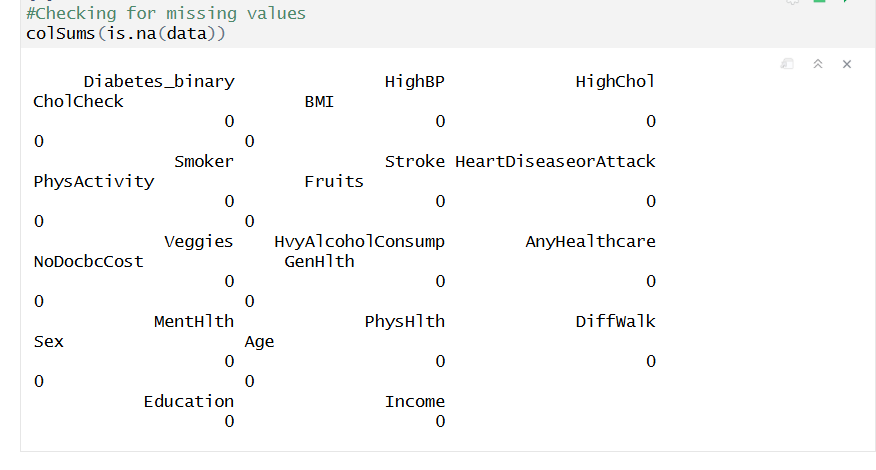 #Checking for missing values
colSums(is.na(data))
Diabetes_binary HighBP HighChol
CholCheck BMI
0 0 0
0 0
Smoker Stroke HeartDiseaseorAttack
PhysActivity Fruits
0 0 0
0 0
Veggies HvyAlcoholConsump AnyHealthcare
NoDocbcCost GenHlth
0 0 0
0 0
MentHlth PhysHlth DiffWalk
Sex Age
0 0 0
0 0
Education Income
0 0